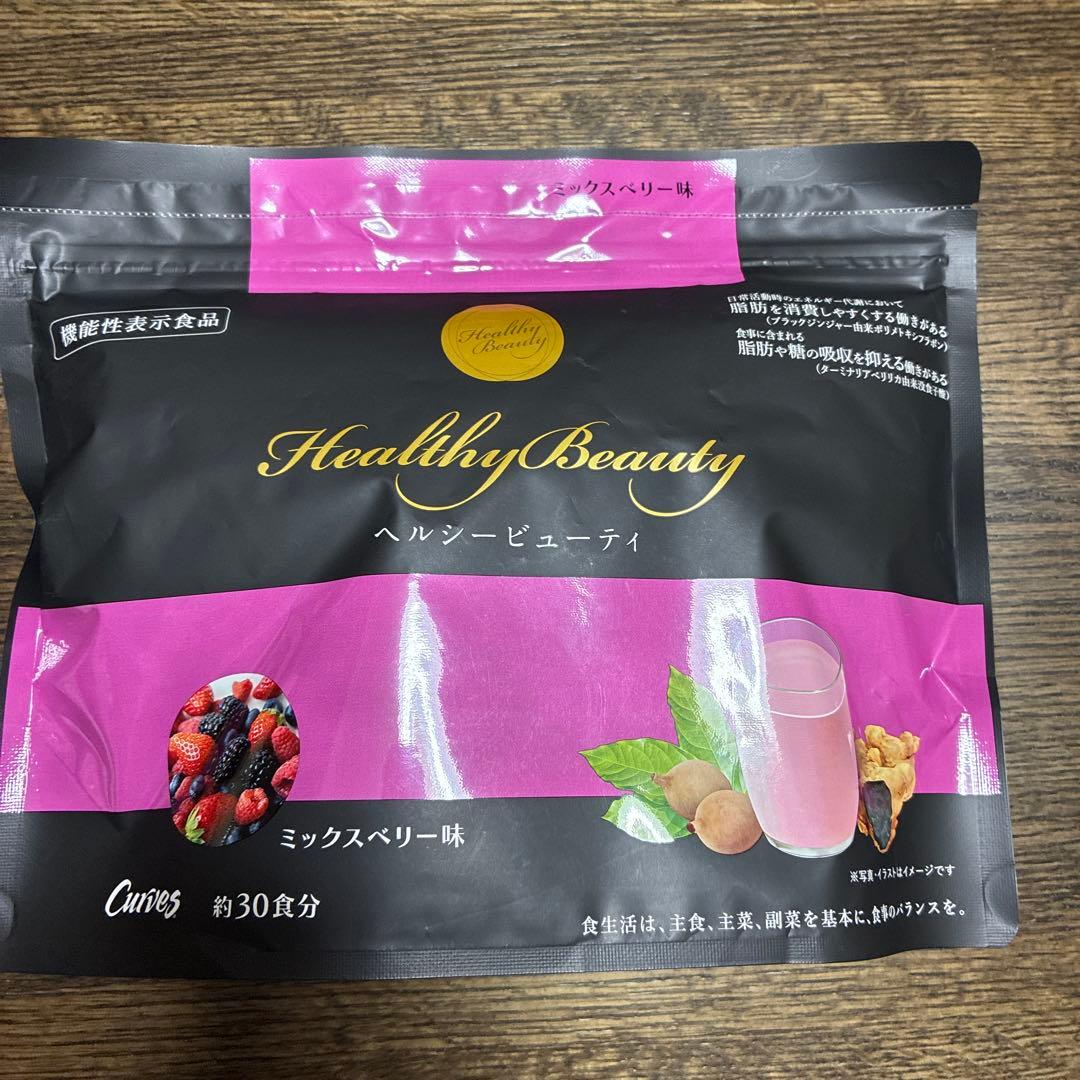 ミックスベリー味
機能性表示食品
日常活動時のエネルギー代謝において
脂肪を消費しやすくする働きがある
(ブラックジンジャー由来ポリメトキシフラボン)
食事に含まれる
脂肪や糖の吸収を抑える働きがある
(ターミナリアベリリカ由来没食子酸)
Healthy
Beauty
Healthy Beauty
ヘルシービューティ
ミックスベリー味
※写真・イラストはイメージです
Curves 約30食分
食生活は、主食、主菜、副菜を基本に、食事のバランスを。